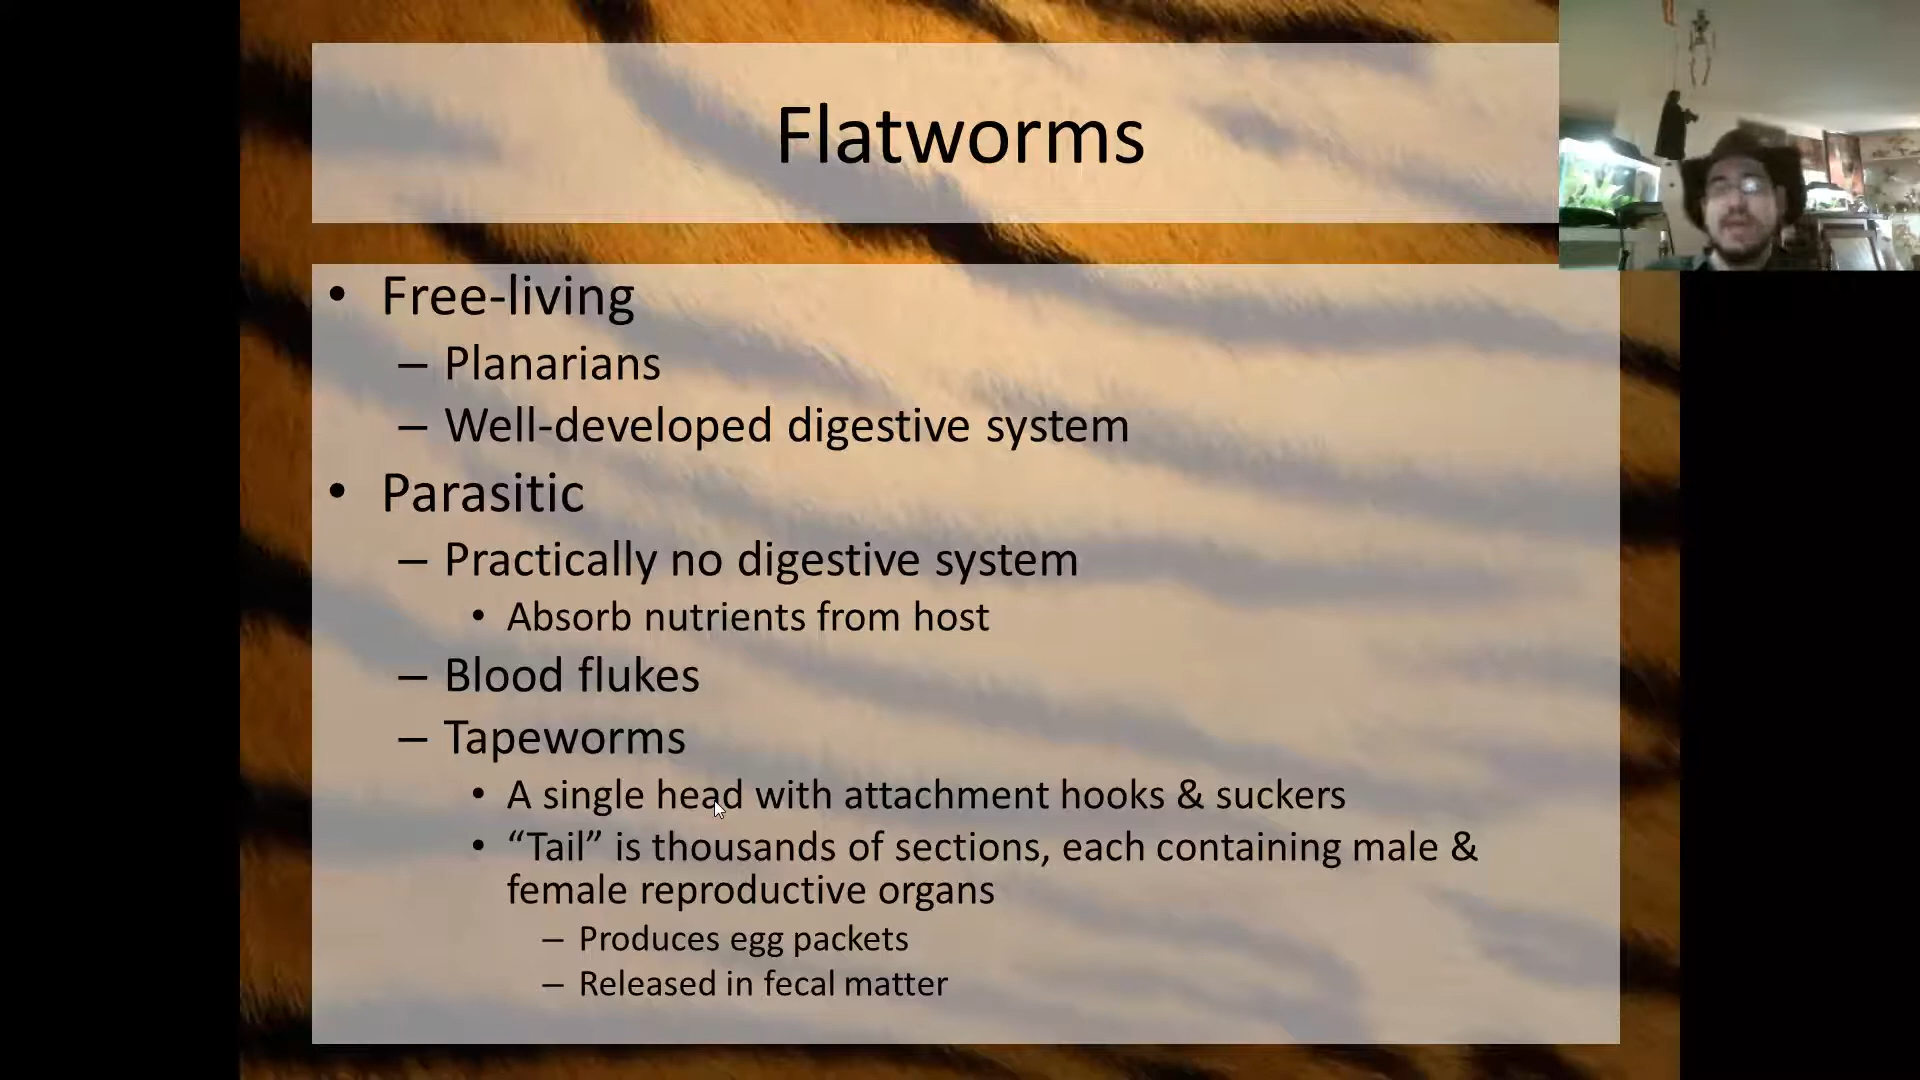 Flatworms
• Free-living
– Planarians
– Well-developed digestive system
• Parasitic
– Practically no digestive system
• Absorb nutrients from host
– Blood flukes
– Tapeworms
• A single head with attachment hooks & suckers
• “Tail” is thousands of sections, each containing male &
female reproductive organs
– Produces egg packets
– Released in fecal matter